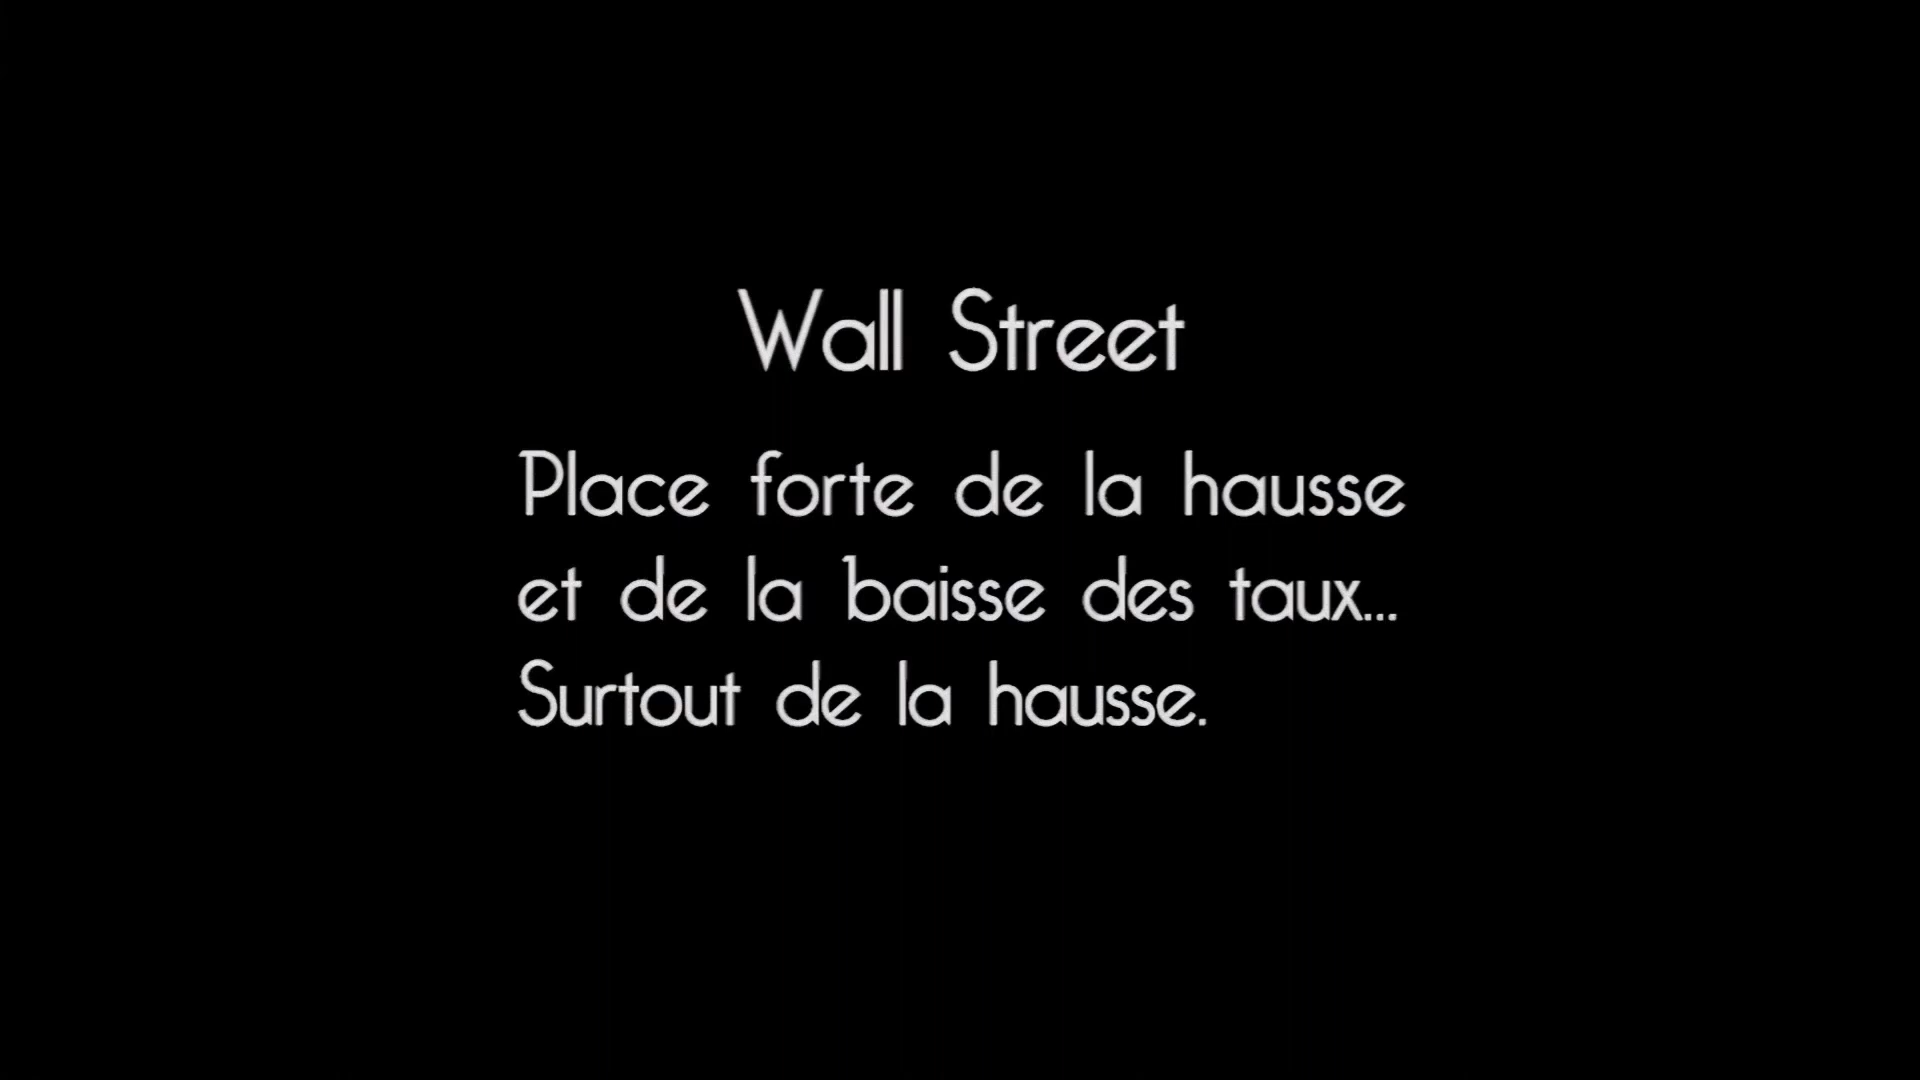 Wall Street
Place forte de la hausse
et de la baisse des taux...
Surtout de la hausse.